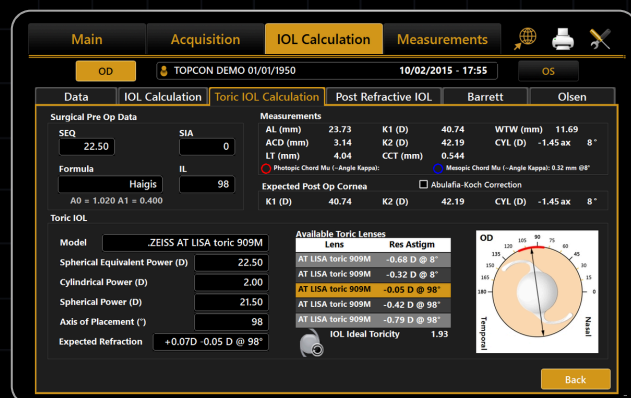 Main Acquisition IOL Calculation Measurements
OD TOPCON DEMO 01/01/1950 10/02/2015 - 17:55 OS
Data IOL Calculation Toric IOL Calculation Post Refractive IOL Barrett Olsen
Surgical Pre Op Data
SEQ SIA
22.50 0
Formula IL
Haigis 98
A0 = 1.020 A1 = 0.400
Measurements
AL (mm) 23.73 K1 (D) 40.74 WTW (mm) 11.69
ACD (mm) 3.14 K2 (D) 42.19 CYL (D) -1.45 ax 8°
LT (mm) 4.04 CCT (mm) 0.544
Photopic Chord Mu (~Angle Kappa): Mesopic Chord Mu (~Angle Kappa): 0.32 mm @8°
Expected Post Op Cornea Abulafia-Koch Correction
K1 (D) 40.74 K2 (D) 42.19 CYL (D) -1.45 ax 8°
Toric IOL
Model .ZEISS AT LISA toric 909M
Spherical Equivalent Power (D) 22.50
Cylindrical Power (D) 2.00
Spherical Power (D) 21.50
Axis of Placement (°) 98
Expected Refraction +0.07D -0.05 D @ 98°
Available Toric Lenses
Lens Res Astigm
AT LISA toric 909M -0.68 D @ 8°
AT LISA toric 909M -0.32 D @ 8°
AT LISA toric 909M -0.05 D @ 98°
AT LISA toric 909M -0.42 D @ 98°
AT LISA toric 909M -0.79 D @ 98°
IOL Ideal Toricity 1.93
OD
180 165 150 135 120 105 90 75 60 45 30 15 0
Temporal
Nasal
Back